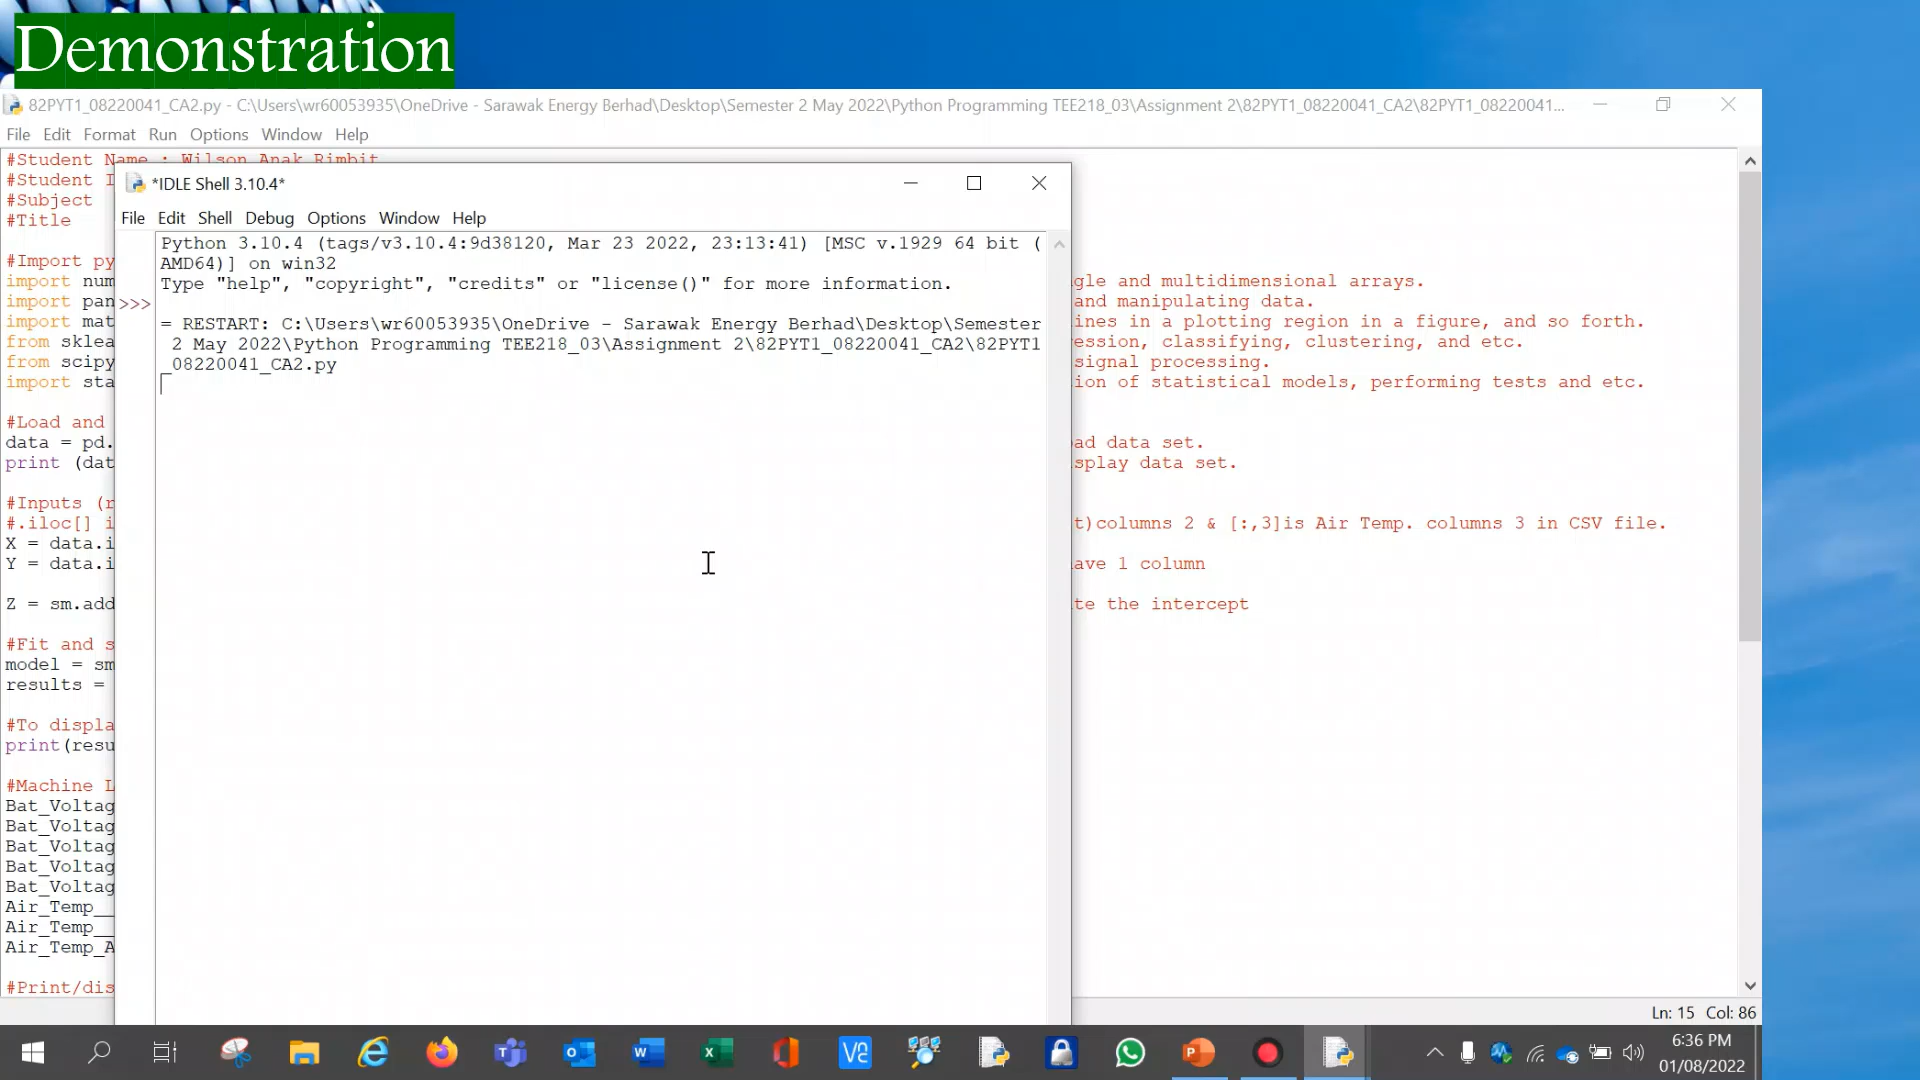 Demonstration
82PYT1_08220041_CA2.py - C:\Users\wr60053935\OneDrive - Sarawak Energy Berhad\Desktop\Semester 2 May 2022\Python Programming TEE218_03\Assignment 2\82PYT1_08220041_CA2\82PYT1_08220041...
File Edit Format Run Options Window Help
#Student Name : Wilson Anak Rimbit
#Student I
#Subject
#Title
*IDLE Shell 3.10.4*
File Edit Shell Debug Options Window Help
Python 3.10.4 (tags/v3.10.4:9d38120, Mar 23 2022, 23:13:41) [MSC v.1929 64 bit (
AMD64)] on win32
Type "help", "copyright", "credits" or "license()" for more information.
>>>
= RESTART: C:\Users\wr60053935\OneDrive - Sarawak Energy Berhad\Desktop\Semester
2 May 2022\Python Programming TEE218_03\Assignment 2\82PYT1_08220041_CA2\82PYT1
_08220041_CA2.py
#Import py
import num
gle and multidimensional arrays.
import pan
and manipulating data.
import mat
ines in a plotting region in a figure, and so forth.
from sklea
ession, classifying, clustering, and etc.
from scipy
signal processing.
import sta
ion of statistical models, performing tests and etc.
#Load and
data = pd.
ad data set.
print (dat
splay data set.
#Inputs (r
#.iloc[] i
t)columns 2 & [:,3]is Air Temp. columns 3 in CSV file.
X = data.i
Y = data.i
ave 1 column
Z = sm.add
te the intercept
#Fit and s
model = sm
results =
#To displa
print(resu
#Machine L
Bat_Voltag
Bat_Voltag
Bat_Voltag
Bat_Voltag
Bat_Voltag
Air_Temp__
Air_Temp__
Air_Temp_A
#Print/dis
Ln: 15 Col: 86
6:36 PM
01/08/2022